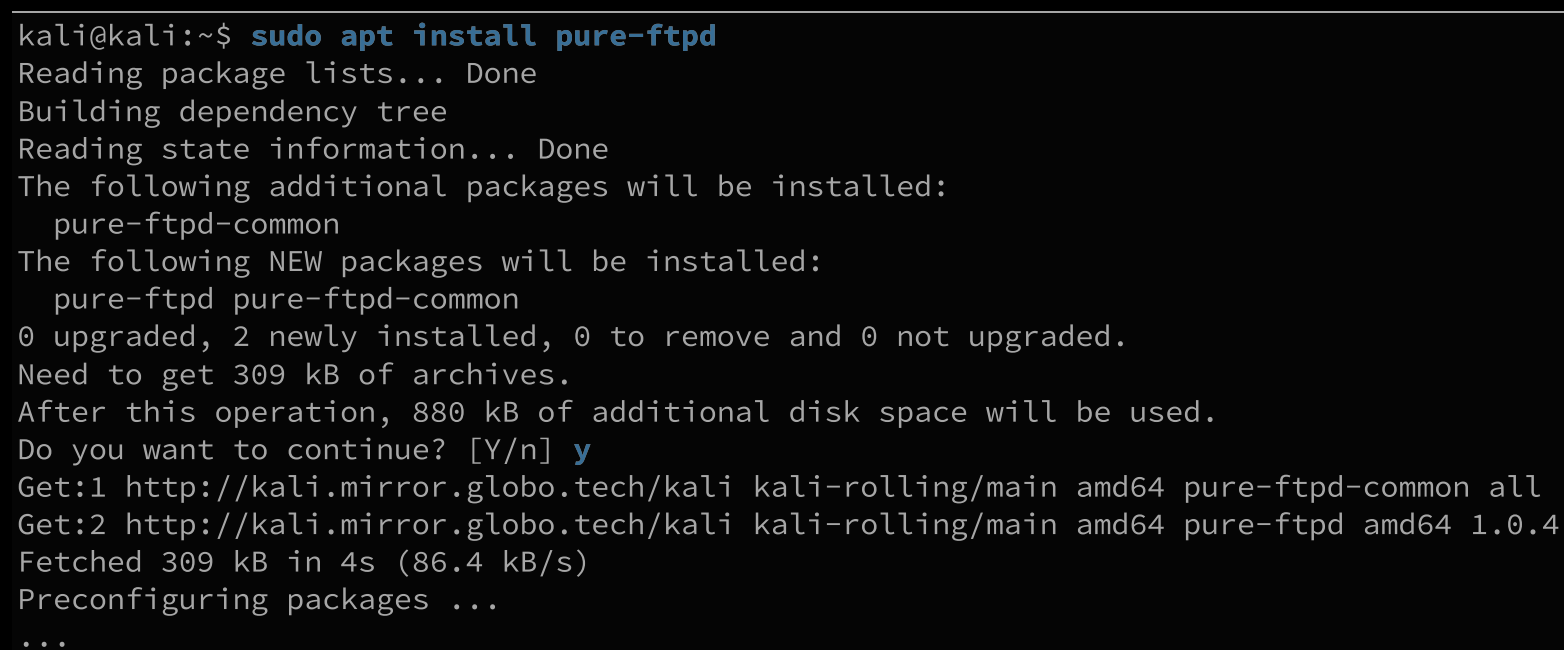 kali@kali:~$ sudo apt install pure-ftpd
Reading package lists... Done
Building dependency tree
Reading state information... Done
The following additional packages will be installed:
  pure-ftpd-common
The following NEW packages will be installed:
  pure-ftpd pure-ftpd-common
0 upgraded, 2 newly installed, 0 to remove and 0 not upgraded.
Need to get 309 kB of archives.
After this operation, 880 kB of additional disk space will be used.
Do you want to continue? [Y/n] y
Get:1 http://kali.mirror.globo.tech/kali kali-rolling/main amd64 pure-ftpd-common all
Get:2 http://kali.mirror.globo.tech/kali kali-rolling/main amd64 pure-ftpd amd64 1.0.4
Fetched 309 kB in 4s (86.4 kB/s)
Preconfiguring packages ...
...